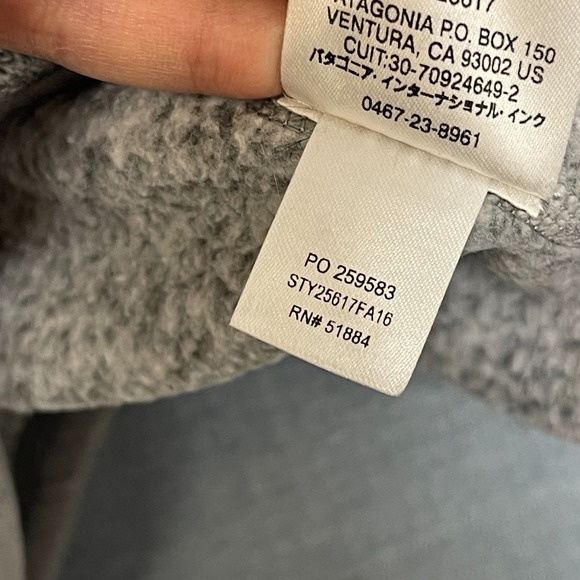 25617
PATAGONIA P.O. BOX 150
VENTURA, CA 93002 US
CUIT:30-70924649-2
パタゴニア・インターナショナル・インク
0467-23-8961
PO 259583
STY25617FA16
RN# 51884